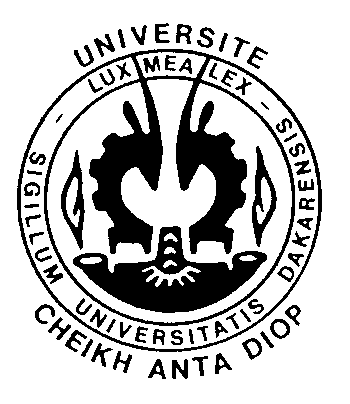 UNIVERSITE
LUX MEA LEX
- SIGILLUM UNIVERSITATIS DAKARENSIS -
CHEIKH ANTA DIOP